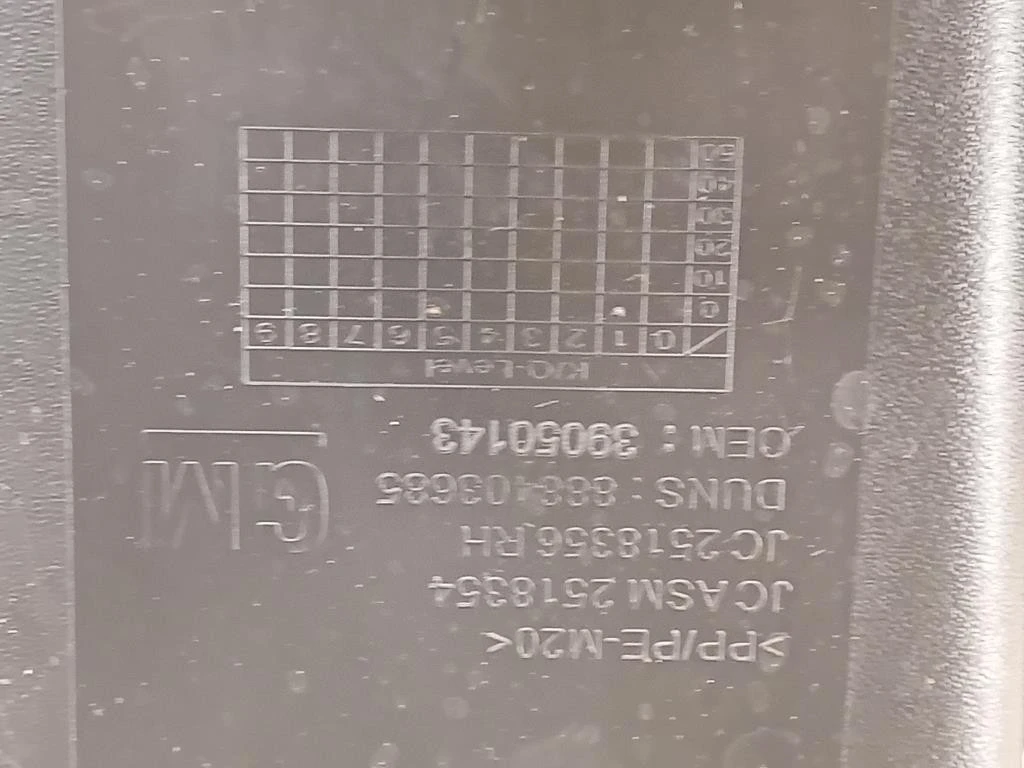 >PP/PE-M20<
JC ASM 2518354
JC 2518356 RH
DUNS : 888403685
OEM : 39050143
GM
K/O-Level
0 1 2 3 4 5 6 7 8 9
0
10
20
30
40
50